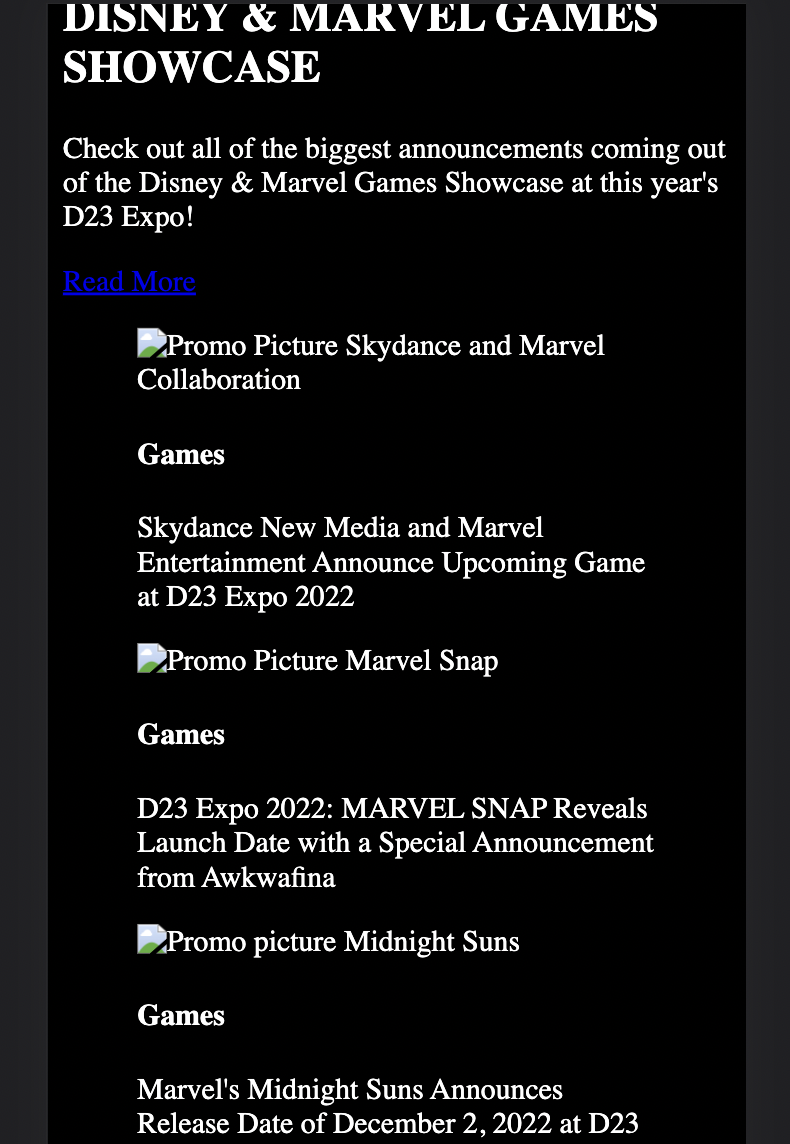 DISNEY & MARVEL GAMES
SHOWCASE
Check out all of the biggest announcements coming out
of the Disney & Marvel Games Showcase at this year's
D23 Expo!
Read More
Promo Picture Skydance and Marvel
Collaboration
Games
Skydance New Media and Marvel
Entertainment Announce Upcoming Game
at D23 Expo 2022
Promo Picture Marvel Snap
Games
D23 Expo 2022: MARVEL SNAP Reveals
Launch Date with a Special Announcement
from Awkwafina
Promo picture Midnight Suns
Games
Marvel's Midnight Suns Announces
Release Date of December 2, 2022 at D23